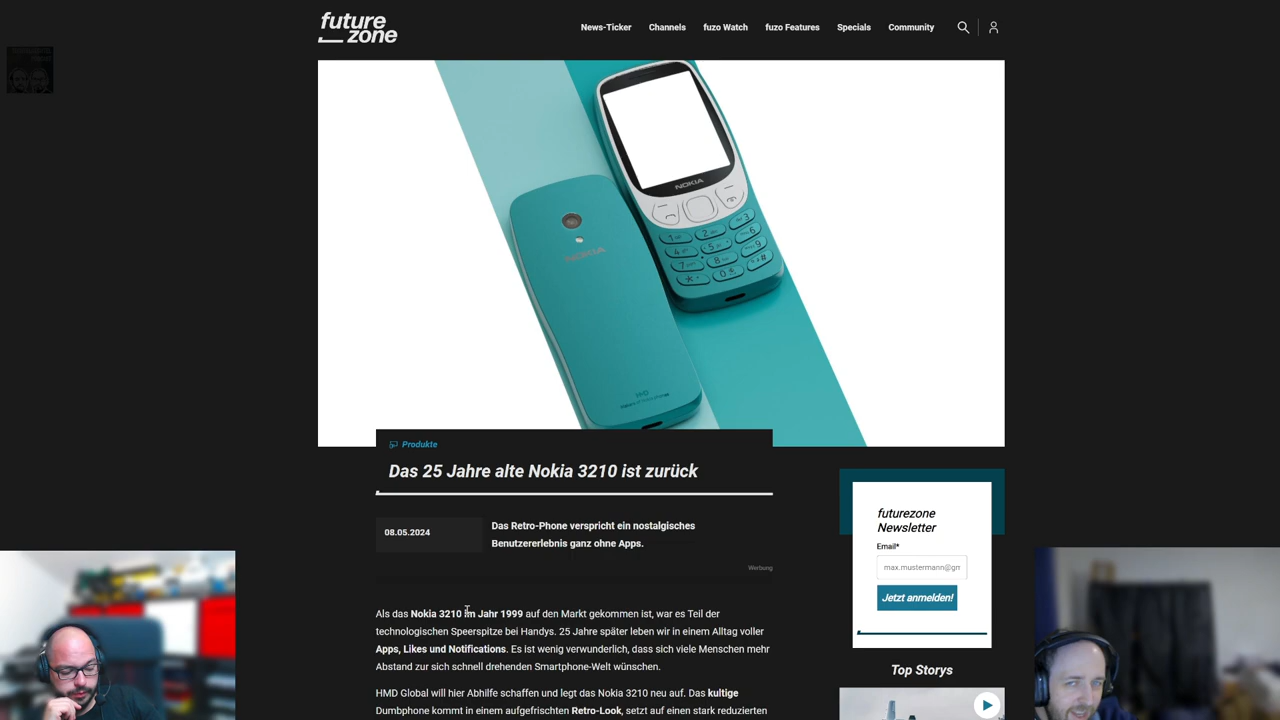 future
zone
News-Ticker
Channels
fuzo Watch
fuzo Features
Specials
Community
NOKIA
NOKIA
HMD
Produkte
Das 25 Jahre alte Nokia 3210 ist zurück
08.05.2024
Das Retro-Phone verspricht ein nostalgisches
Benutzererlebnis ganz ohne Apps.
Werbung
Als das Nokia 3210 im Jahr 1999 auf den Markt gekommen ist, war es Teil der
technologischen Speerspitze bei Handys. 25 Jahre später leben wir in einem Alltag voller
Apps, Likes und Notifications. Es ist wenig verwunderlich, dass sich viele Menschen mehr
Abstand zur sich schnell drehenden Smartphone-Welt wünschen.
HMD Global will hier Abhilfe schaffen und legt das Nokia 3210 neu auf. Das kultige
Dumbphone kommt in einem aufgefrischten Retro-Look, setzt auf einen stark reduzierten
futurezone
Newsletter
Email*
max.mustermann@gm
Jetzt anmelden!
Top Storys